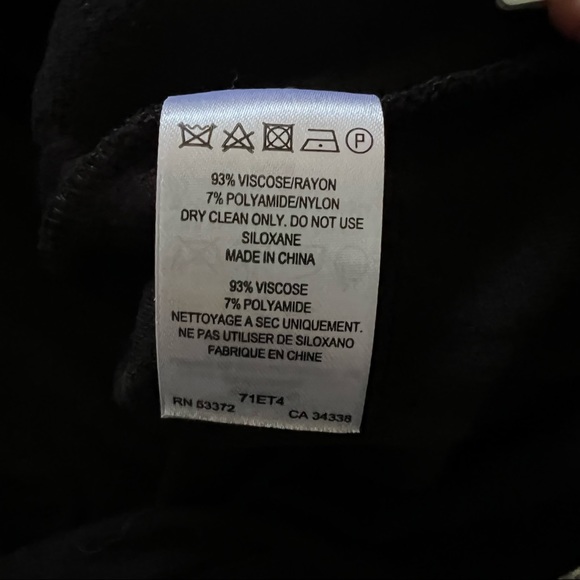 P
93% VISCOSE/RAYON
7% POLYAMIDE/NYLON
DRY CLEAN ONLY. DO NOT USE
SILOXANE
MADE IN CHINA
93% VISCOSE
7% POLYAMIDE
NETTOYAGE A SEC UNIQUEMENT.
NE PAS UTILISER DE SILOXANO
FABRIQUE EN CHINE
71ET4
RN 53372 CA 34338